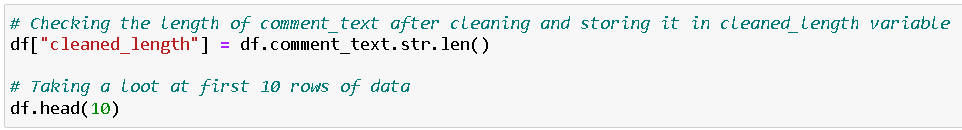 # Checking the length of comment_text after cleaning and storing it in cleaned_length variable
df["cleaned_length"] = df.comment_text.str.len()
# Taking a loot at first 10 rows of data
df.head(10)